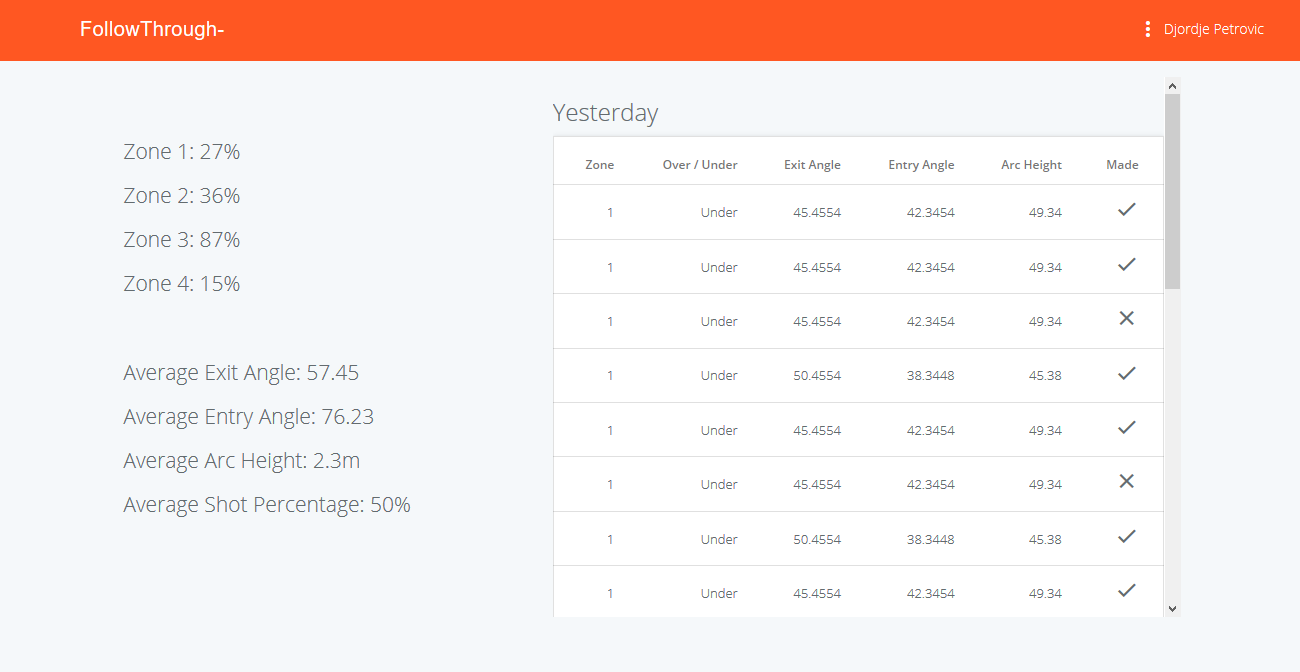 FollowThrough-
Djordje Petrovic
Zone 1: 27%
Zone 2: 36%
Zone 3: 87%
Zone 4: 15%
Average Exit Angle: 57.45
Average Entry Angle: 76.23
Average Arc Height: 2.3m
Average Shot Percentage: 50%
Yesterday
Zone Over / Under Exit Angle Entry Angle Arc Height Made
1 Under 45.4554 42.3454 49.34
1 Under 45.4554 42.3454 49.34
1 Under 45.4554 42.3454 49.34
1 Under 50.4554 38.3448 45.38
1 Under 45.4554 42.3454 49.34
1 Under 45.4554 42.3454 49.34
1 Under 50.4554 38.3448 45.38
1 Under 45.4554 42.3454 49.34